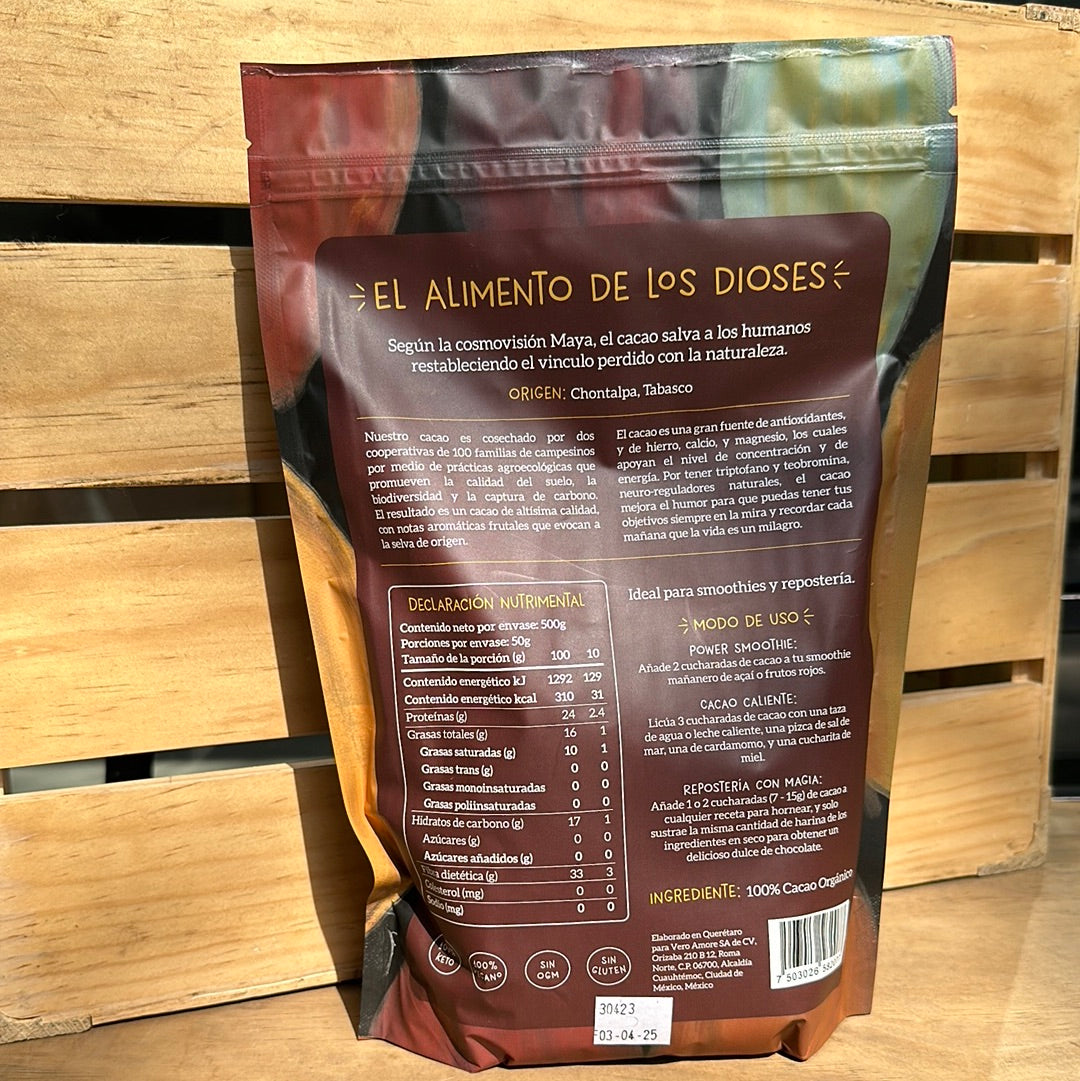 EL ALIMENTO DE LOS DIOSES
Según la cosmovisión Maya, el cacao salva a los humanos
restableciendo el vinculo perdido con la naturaleza.
ORIGEN: Chontalpa, Tabasco
Nuestro cacao es cosechado por dos
cooperativas de 100 familias de campesinos
por medio de prácticas agroecológicas que
promueven la calidad del suelo, la
biodiversidad y la captura de carbono.
El resultado es un cacao de altísima calidad,
con notas aromáticas frutales que evocan a
la selva de origen.
El cacao es una gran fuente de antioxidantes,
y de hierro, calcio, y magnesio, los cuales
apoyan el nivel de concentración y de
energía. Por tener triptofano y teobromina,
neuro-reguladores naturales, el cacao
mejora el humor para que puedas tener tus
objetivos siempre en la mira y recordar cada
mañana que la vida es un milagro.
DECLARACIÓN NUTRIMENTAL
Contenido neto por envase: 500g
Porciones por envase: 50g
Tamaño de la porción (g) 100 10
Contenido energético kJ 1292 129
Contenido energético kcal 310 31
Proteínas (g) 24 2.4
Grasas totales (g) 16 1
Grasas saturadas (g) 10 1
Grasas trans (g) 0 0
Grasas monoinsaturadas 0 0
Grasas poliinsaturadas 0 0
Hidratos de carbono (g) 17 1
Azúcares (g) 0 0
Azúcares añadidos (g) 0 0
Fibra dietética (g) 33 3
Colesterol (mg) 0 0
Sodio (mg) 0 0
Ideal para smoothies y repostería.
MODO DE USO
POWER SMOOTHIE:
Añade 2 cucharadas de cacao a tu smoothie
mañanero de açaí o frutos rojos.
CACAO CALIENTE:
Licúa 3 cucharadas de cacao con una taza
de agua o leche caliente, una pizca de sal de
mar, una de cardamomo, y una cucharita de
miel.
REPOSTERÍA CON MAGIA:
Añade 1 o 2 cucharadas (7 - 15g) de cacao a
cualquier receta para hornear, y solo
sustrae la misma cantidad de harina de los
ingredientes en seco para obtener un
delicioso dulce de chocolate.
INGREDIENTE: 100% Cacao Orgánico
KETO
100%
SIN
OGM
SIN
GLUTEN
Elaborado en Querétaro
para Vero Amore SA de CV,
Orizaba 210 B 12, Roma
Norte, C.P. 06700, Alcaldía
Cuauhtémoc, Ciudad de
México, México
7 503026
30423
03-04-25